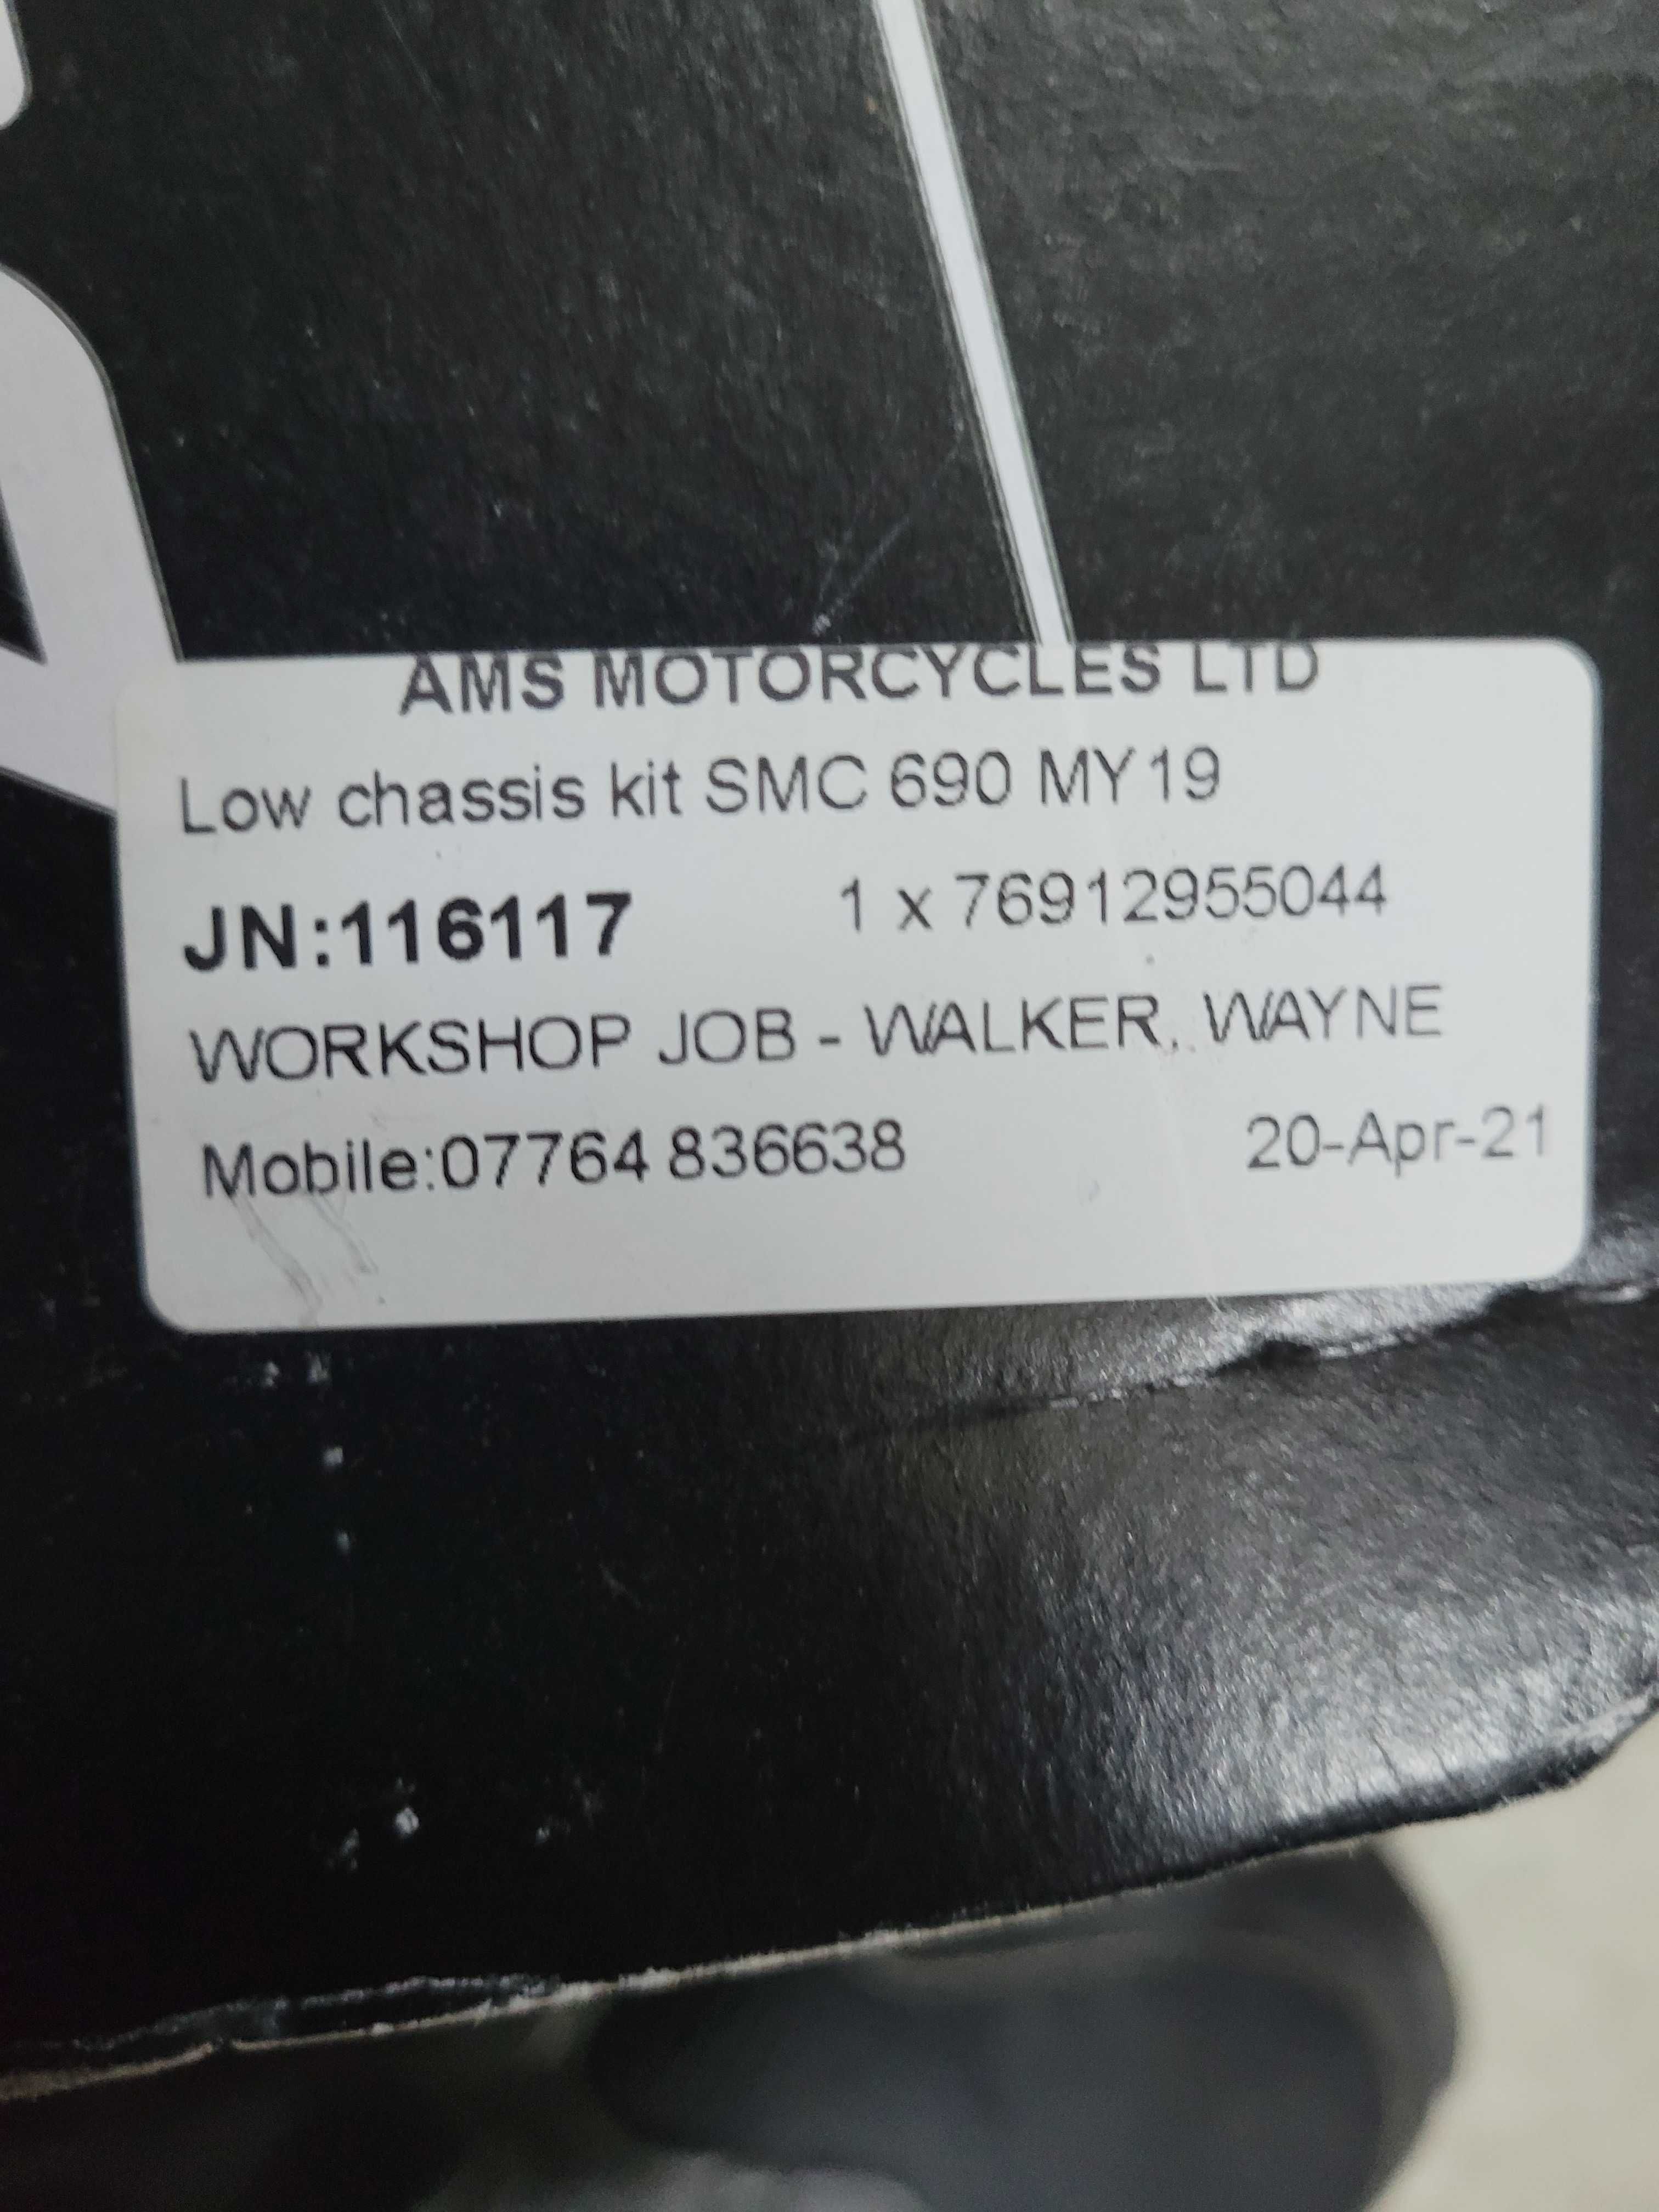 AMS MOTORCYCLES LTD
Low chassis kit SMC 690 MY19
JN:116117 1 x 76912955044
WORKSHOP JOB - WALKER, WAYNE
Mobile:07764 836638 20-Apr-21